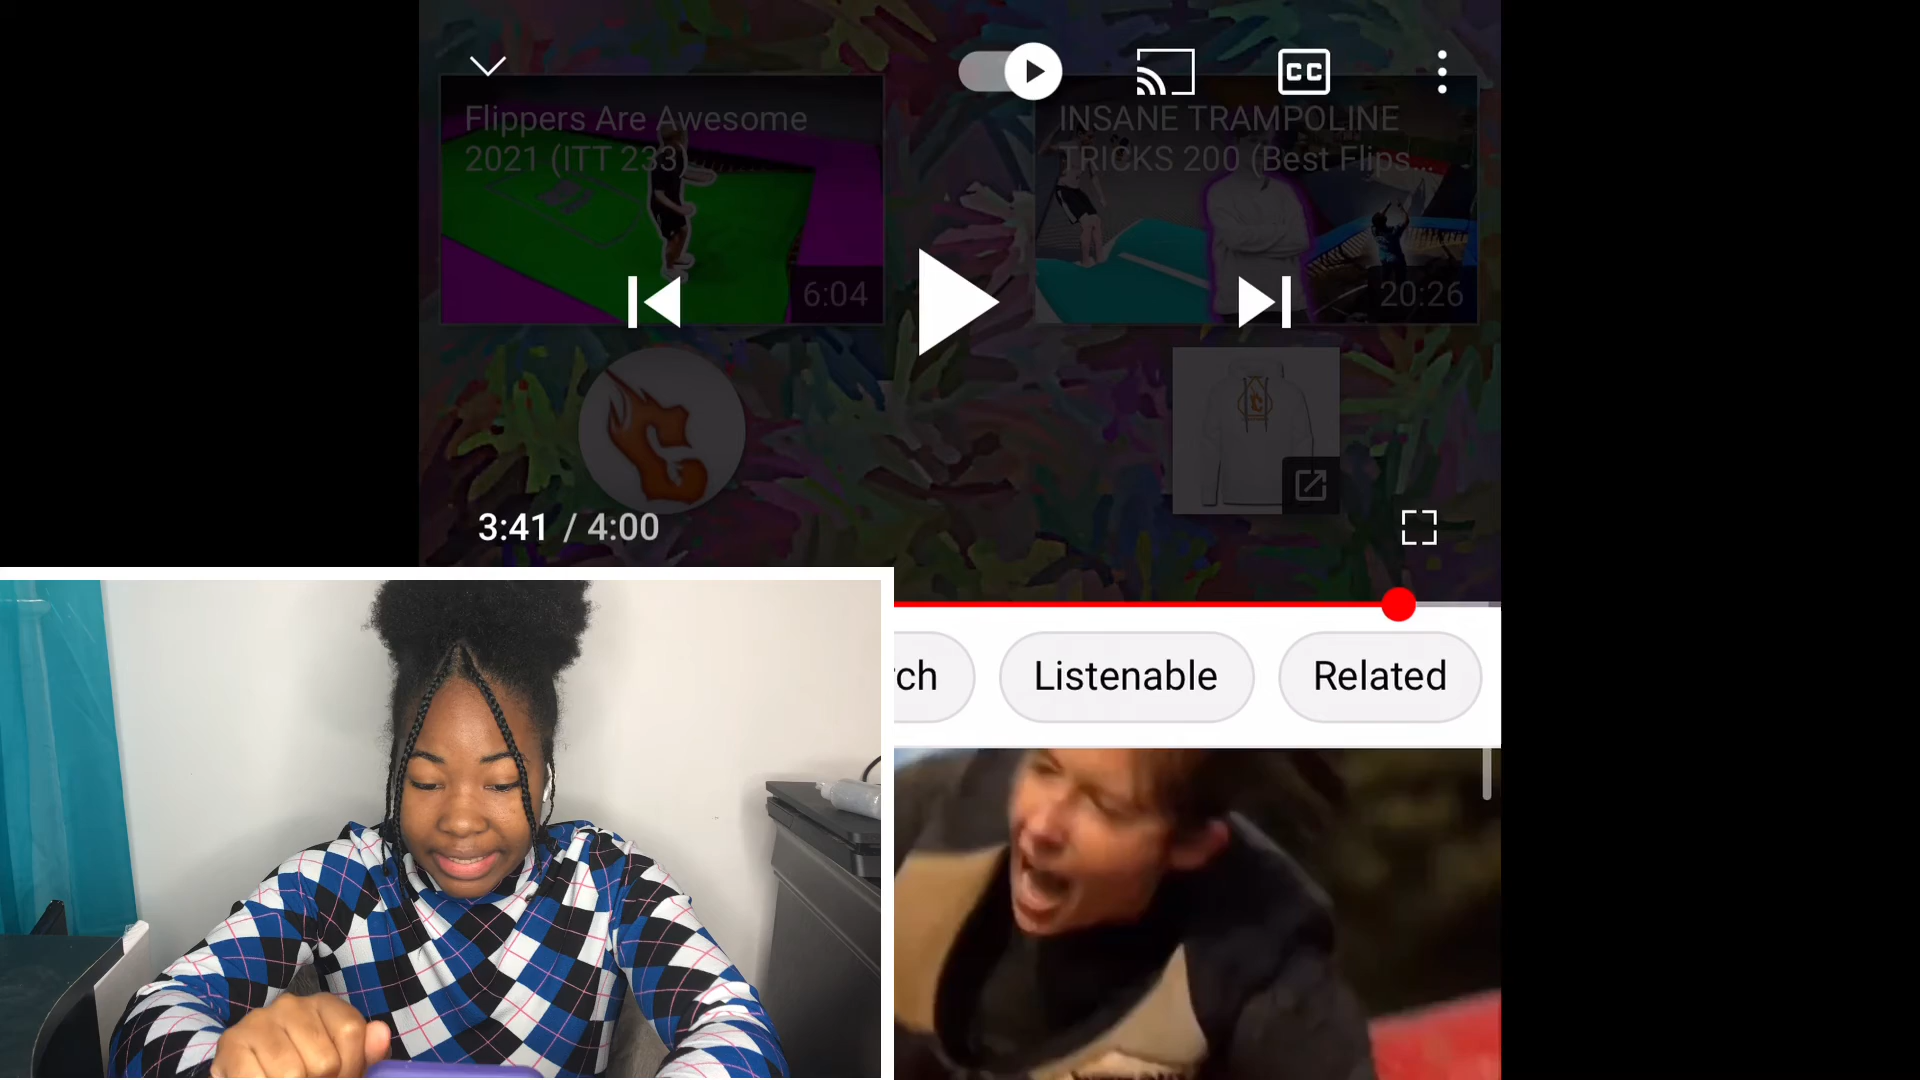 CC
Flippers Are Awesome
2021 (ITT 233)
6:04
INSANE TRAMPOLINE
TRICKS 200 (Best Flips...
20:26
3:41 / 4:00
rch
Listenable
Related